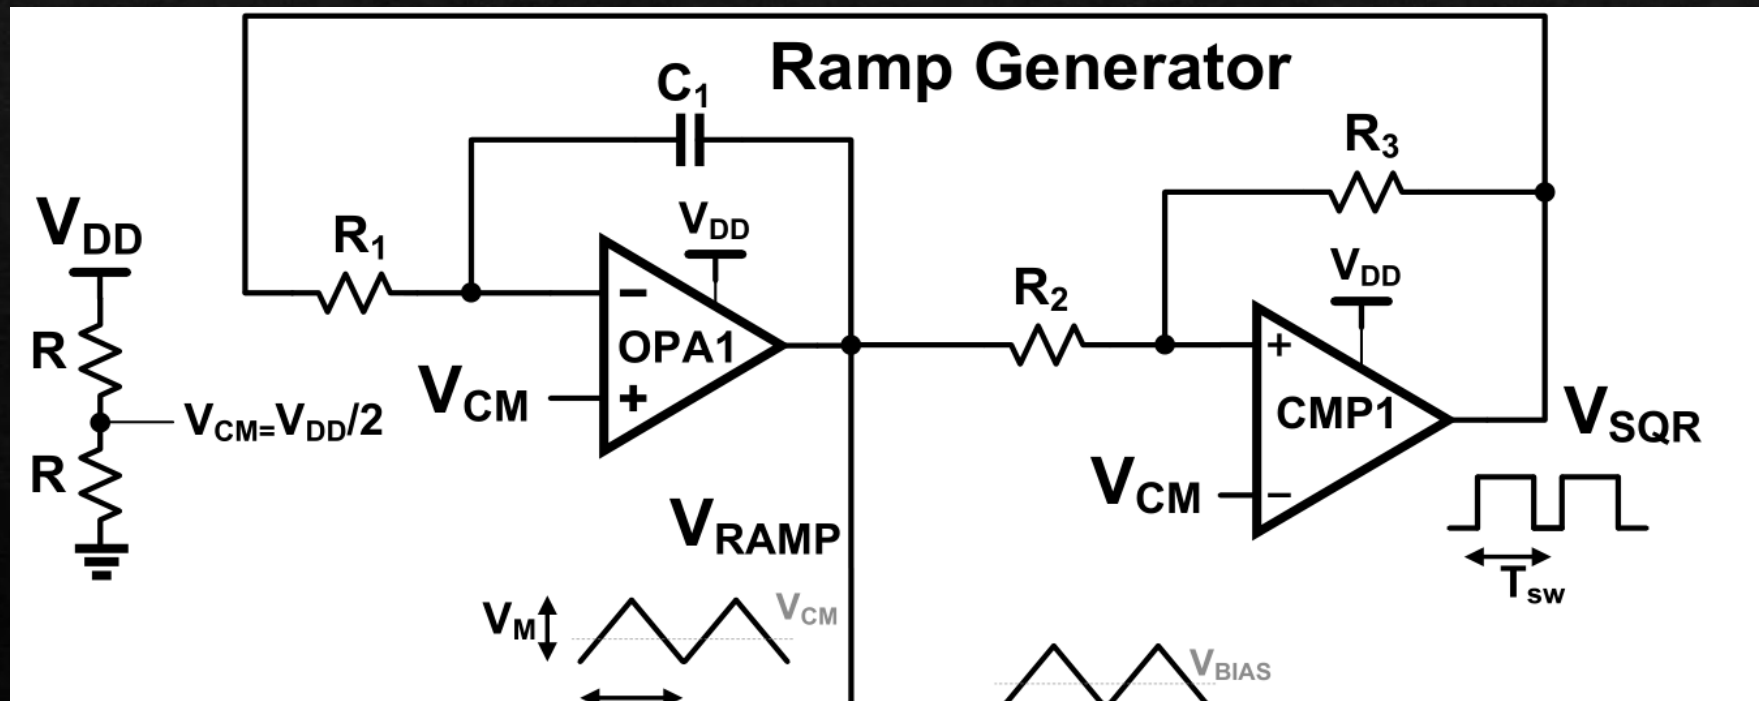 Ramp Generator
C1
R3
VDD
R1
VDD
VDD
R2
R
OPA1
−
+
VCM
+
CMP1
−
VCM
VSQR
VCM=VDD/2
R
VRAMP
Tsw
VM
VCM
VBIAS